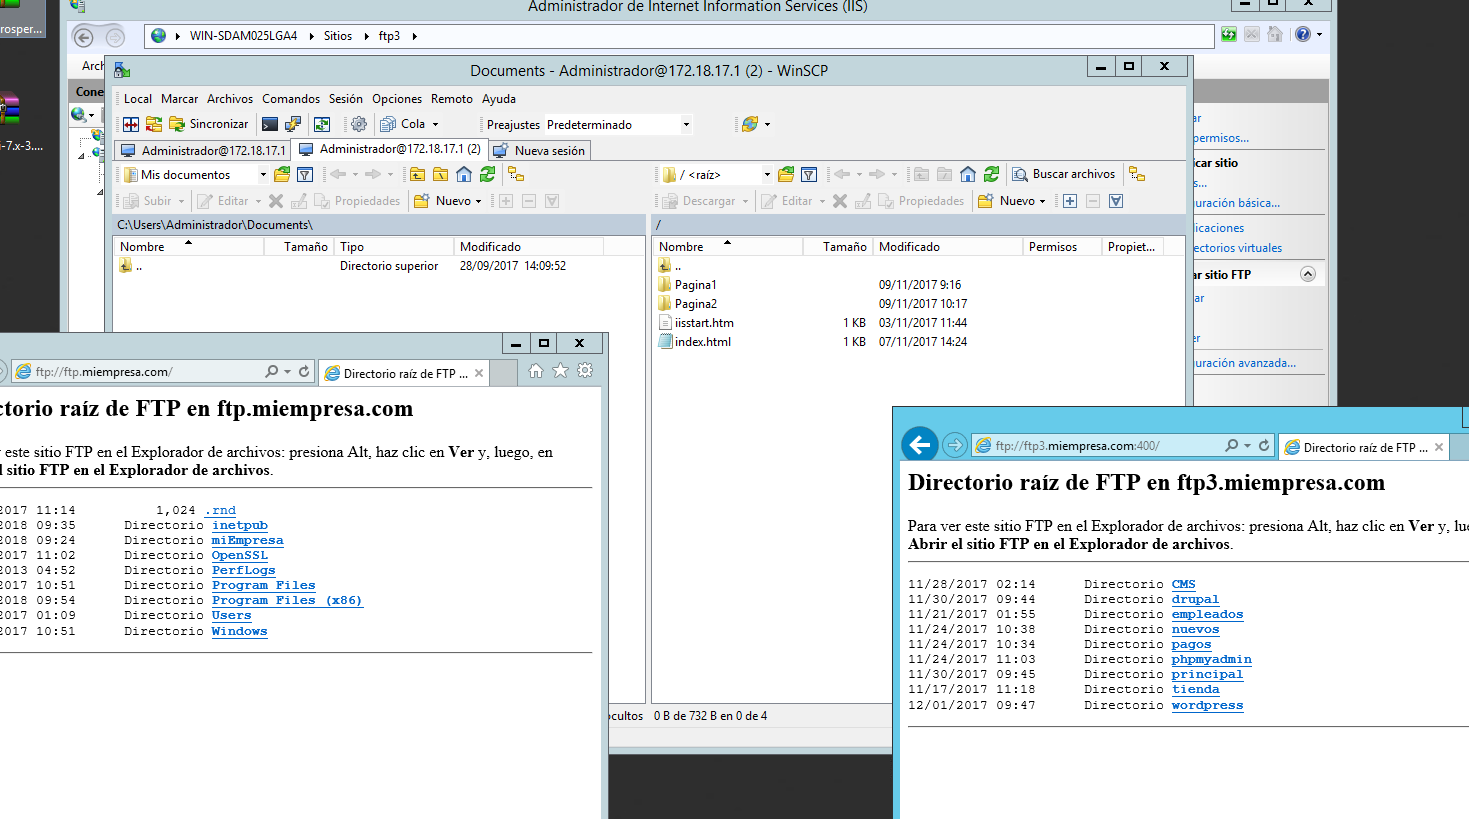 Administrador de Internet Information Services (IIS)
rosper...
WIN-SDAM025LGA4 Sitios ftp3
Documents - Administrador@172.18.17.1 (2) - WinSCP
Local Marcar Archivos Comandos Sesión Opciones Remoto Ayuda
Sincronizar Cola Preajustes Predeterminado
Administrador@172.18.17.1 Administrador@172.18.17.1 (2) Nueva sesión
i-7.x-3....
Mis documentos / <raíz> Buscar archivos
Subir Editar Propiedades Nuevo Descargar Editar Propiedades Nuevo
C:\Users\Administrador\Documents\ /
Nombre Tamaño Tipo Modificado
.. Directorio superior 28/09/2017 14:09:52
Nombre Tamaño Modificado Permisos Propiet...
..
Pagina1 09/11/2017 9:16
Pagina2 09/11/2017 10:17
iisstart.htm 1 KB 03/11/2017 11:44
index.html 1 KB 07/11/2017 14:24
0 B de 732 B en 0 de 4
ar
permisos...
icar sitio
s...
uración básica...
licaciones
ectorios virtuales
ar sitio FTP
ar
er
uración avanzada...
ftp://ftp.miempresa.com/ Directorio raíz de FTP ...
ctorio raíz de FTP en ftp.miempresa.com
este sitio FTP en el Explorador de archivos: presiona Alt, haz clic en Ver y, luego, en
l sitio FTP en el Explorador de archivos.
2017 11:14 1,024 .rnd
2018 09:35 Directorio inetpub
2018 09:24 Directorio miEmpresa
2017 11:02 Directorio OpenSSL
2013 04:52 Directorio PerfLogs
2017 10:51 Directorio Program Files
2018 09:54 Directorio Program Files (x86)
2017 01:09 Directorio Users
2017 10:51 Directorio Windows
ftp://ftp3.miempresa.com:400/ Directorio raíz de FTP ...
Directorio raíz de FTP en ftp3.miempresa.com
Para ver este sitio FTP en el Explorador de archivos: presiona Alt, haz clic en Ver y, lu
Abrir el sitio FTP en el Explorador de archivos.
11/28/2017 02:14 Directorio CMS
11/30/2017 09:44 Directorio drupal
11/21/2017 01:55 Directorio empleados
11/24/2017 10:38 Directorio nuevos
11/24/2017 10:34 Directorio pagos
11/24/2017 11:03 Directorio phpmyadmin
11/30/2017 09:45 Directorio principal
11/17/2017 11:18 Directorio tienda
12/01/2017 09:47 Directorio wordpress